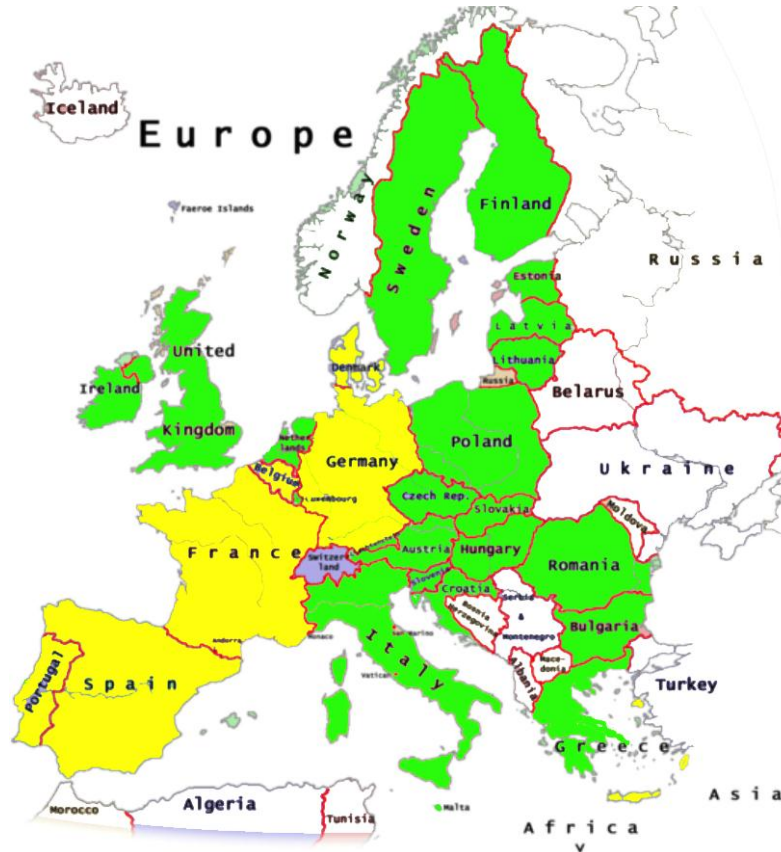 Iceland
Europe
Faeroe Islands
Norway
Sweden
Finland
Russia
Estonia
Latvia
Lithuania
Russia
United
Kingdom
Ireland
Denmark
Belarus
Nether
lands
Belgium
Germany
Poland
Ukraine
Czech Rep.
Slovakia
Moldova
France
Switzer
land
Austria
Hungary
Romania
Slovenia
Croatia
Bosnia
Herzegovina
Serbia
&
Montenegro
Bulgaria
Andorra
Monaco
San Marino
Italy
Vatican
Albania
Mace-
donia
Turkey
Portugal
Spain
Greece
Malta
Asia
Morocco
Algeria
Tunisia
Africa